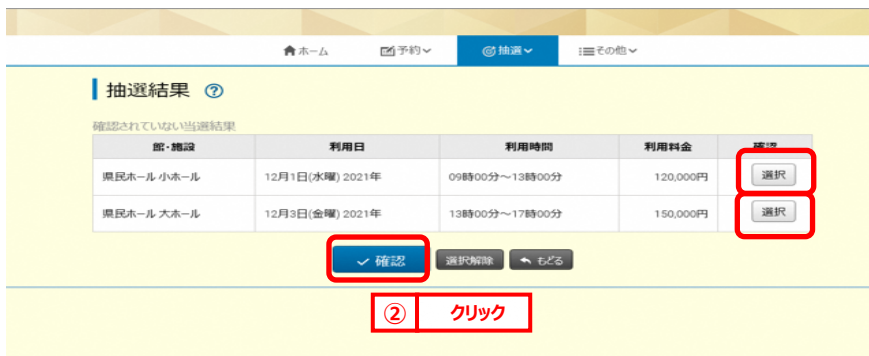 ホーム 予約 抽選 その他
抽選結果 ?
確認されていない当選結果
館・施設 利用日 利用時間 利用料金 確認
県民ホール 小ホール 12月1日(水曜) 2021年 09時00分～13時00分 120,000円 選択
県民ホール 大ホール 12月3日(金曜) 2021年 13時00分～17時00分 150,000円 選択
確認 選択解除 もどる
② クリック